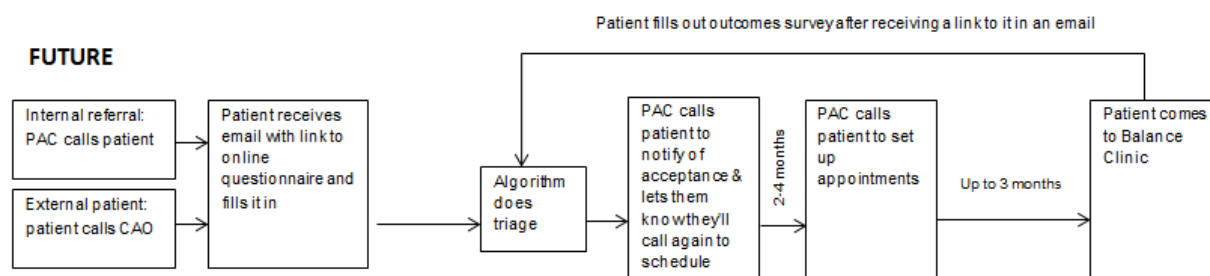 Patient fills out outcomes survey after receiving a link to it in an email
FUTURE
Internal referral:
PAC calls patient
External patient:
patient calls CAO
Patient receives
email with link to
online
questionnaire and
fills it in
Algorithm
does
triage
PAC calls
patient to
notify of
acceptance &
lets them
know they'll
call again to
schedule
2-4 months
PAC calls
patient to set
up
appointments
Up to 3 months
Patient comes
to Balance
Clinic